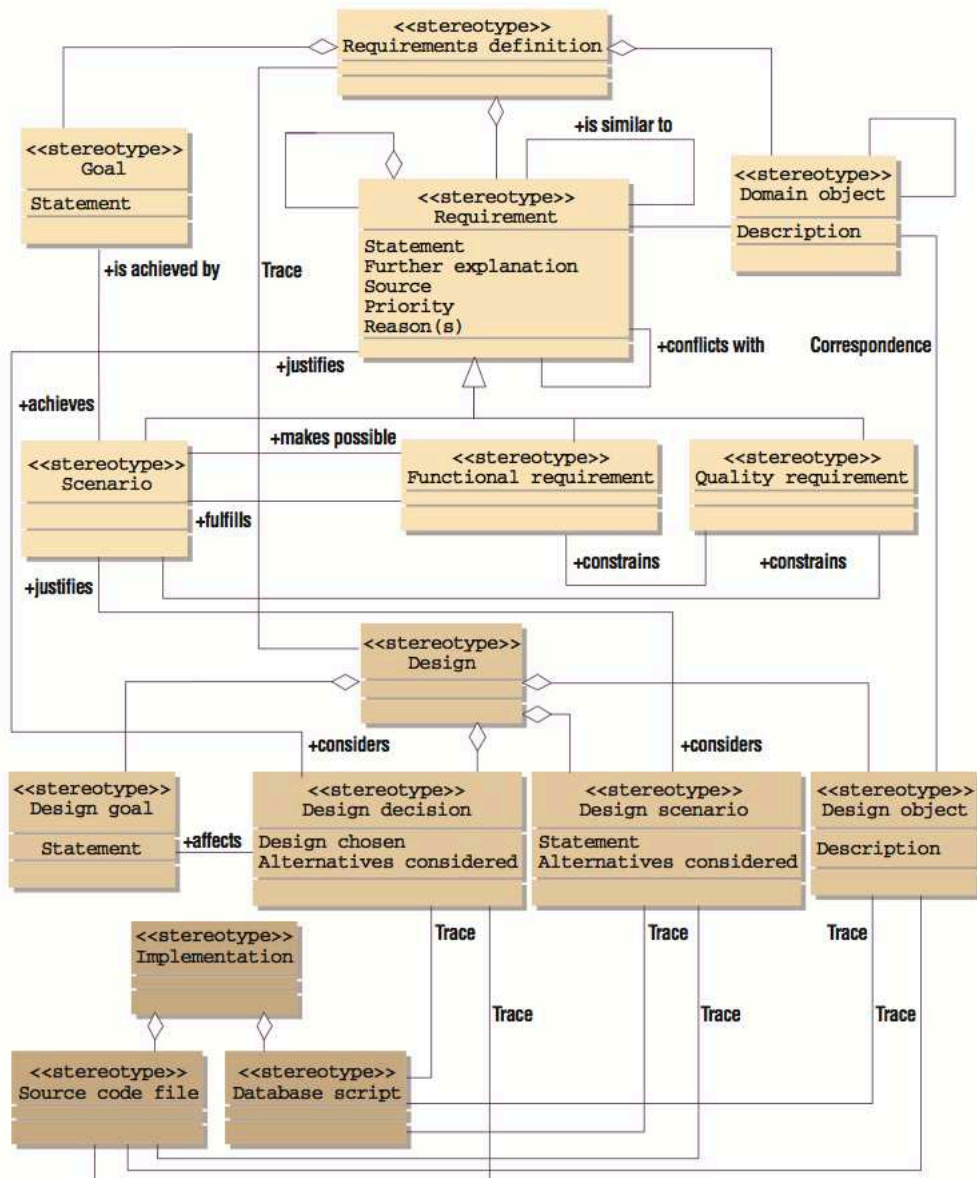 <<stereotype>>
Requirements definition
<<stereotype>>
Goal
Statement
+is similar to
<<stereotype>>
Requirement
Statement
Further explanation
Source
Priority
Reason(s)
<<stereotype>>
Domain object
Description
+is achieved by
Trace
+conflicts with
Correspondence
+justifies
+achieves
+makes possible
<<stereotype>>
Scenario
<<stereotype>>
Functional requirement
<<stereotype>>
Quality requirement
+fulfills
+constrains
+constrains
+justifies
<<stereotype>>
Design
+considers
+considers
<<stereotype>>
Design goal
Statement
+affects
<<stereotype>>
Design decision
Design chosen
Alternatives considered
<<stereotype>>
Design scenario
Statement
Alternatives considered
<<stereotype>>
Design object
Description
Trace
Trace
Trace
<<stereotype>>
Implementation
Trace
Trace
Trace
<<stereotype>>
Source code file
<<stereotype>>
Database script